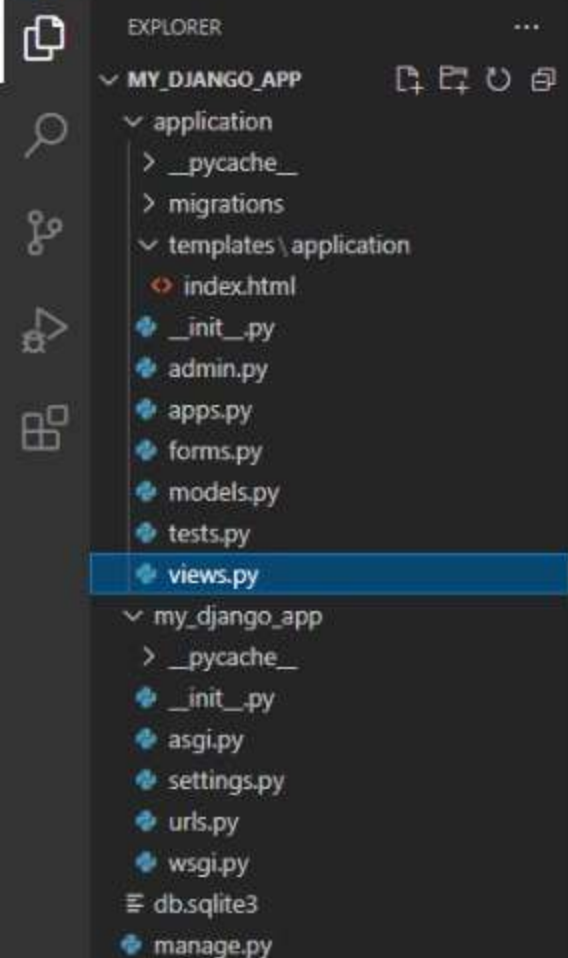 EXPLORER
MY_DJANGO_APP
application
__pycache__
migrations
templates\application
index.html
__init__.py
admin.py
apps.py
forms.py
models.py
tests.py
views.py
my_django_app
__pycache__
__init__.py
asgi.py
settings.py
urls.py
wsgi.py
db.sqlite3
manage.py